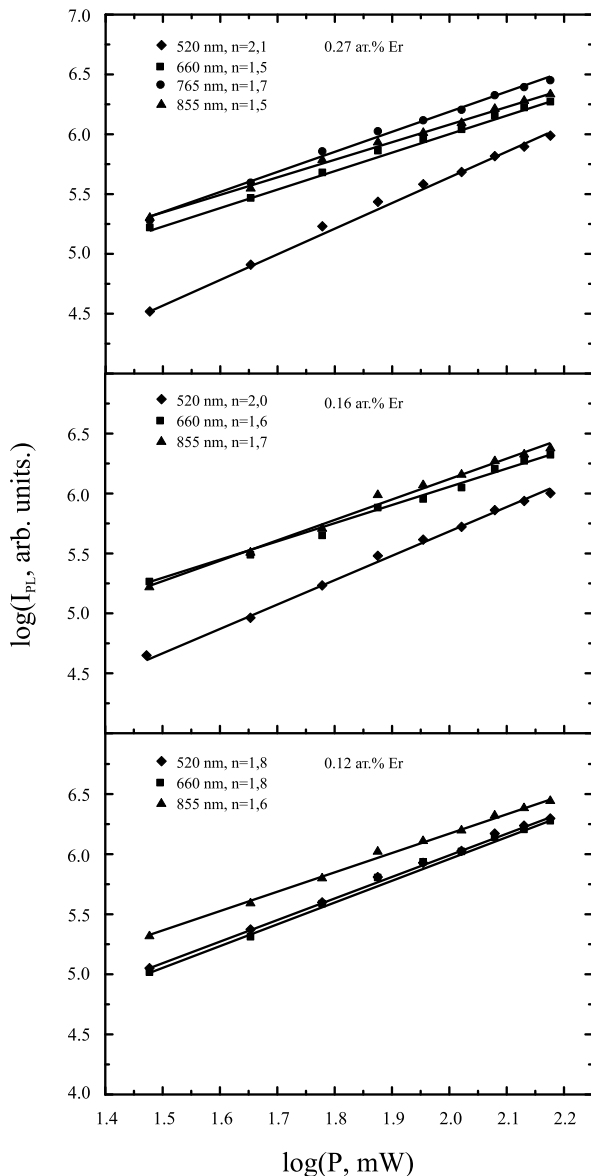 7.0
6.5
6.0
5.5
5.0
4.5
520 nm, n=2,1
660 nm, n=1,5
765 nm, n=1,7
855 nm, n=1,5
0.27 ат.% Er
6.5
6.0
5.5
5.0
4.5
520 nm, n=2,0
660 nm, n=1,6
855 nm, n=1,7
0.16 ат.% Er
log(I_PL, arb. units.)
6.5
6.0
5.5
5.0
4.5
4.0
520 nm, n=1,8
660 nm, n=1,8
855 nm, n=1,6
0.12 ат.% Er
1.4 1.5 1.6 1.7 1.8 1.9 2.0 2.1 2.2
log(P, mW)